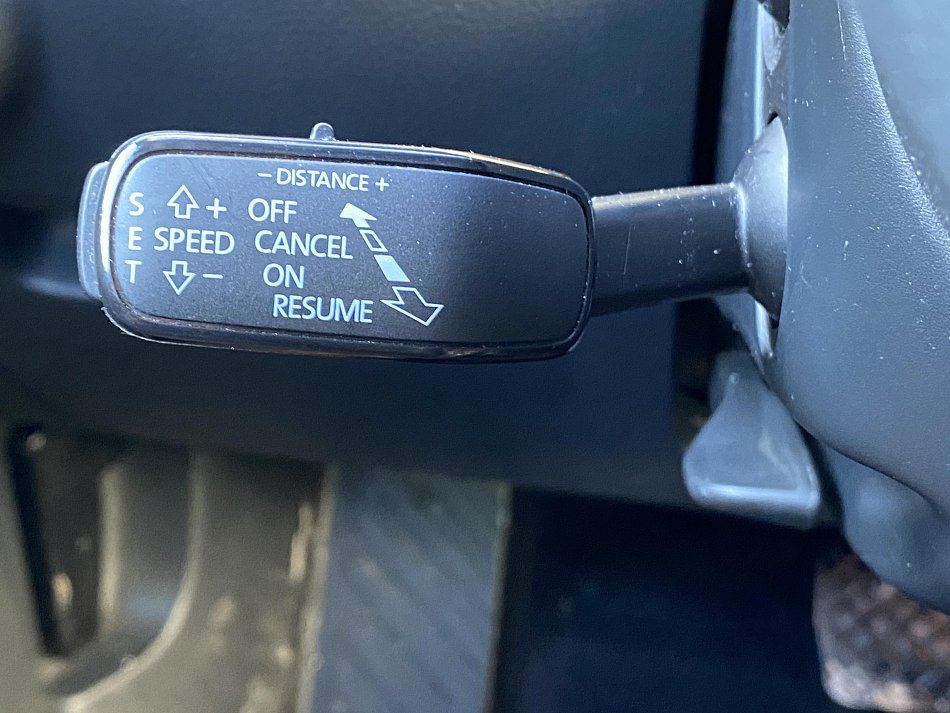 - DISTANCE +
S + OFF
E SPEED CANCEL
T - ON
RESUME